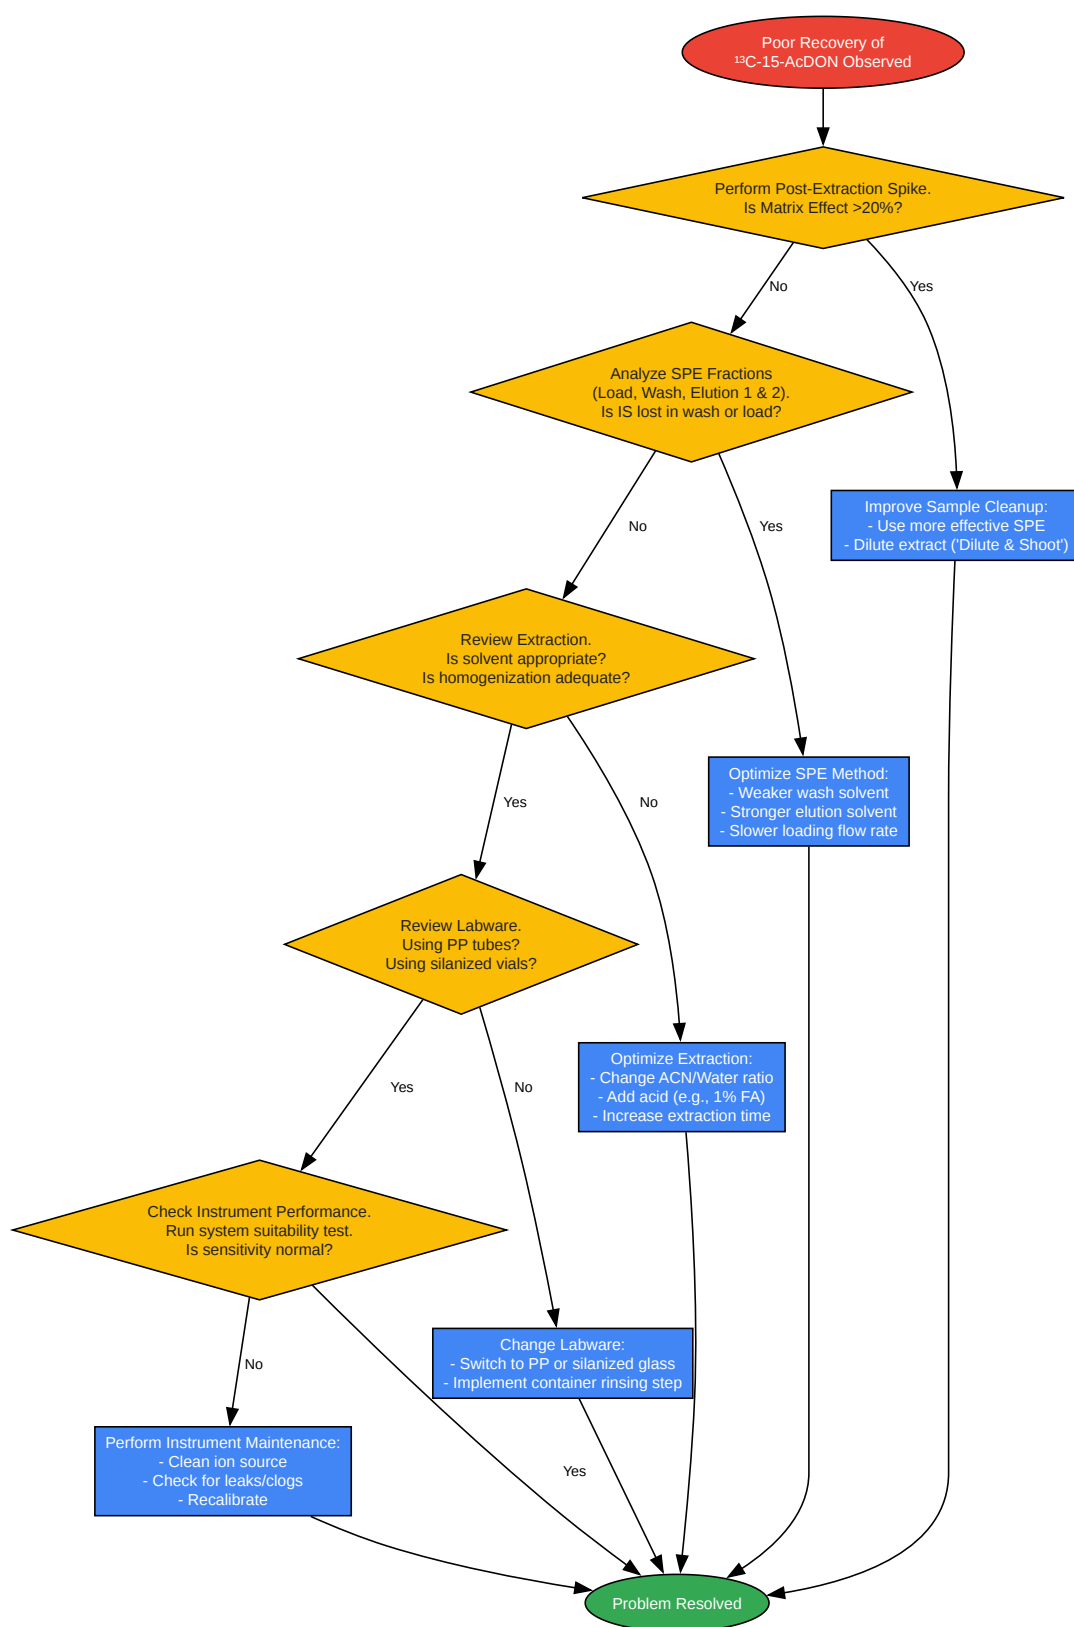 Poor Recovery of
¹³C-15-AcDON Observed
Perform Post-Extraction Spike.
Is Matrix Effect >20%?
No
Yes
Analyze SPE Fractions
(Load, Wash, Elution 1 & 2).
Is IS lost in wash or load?
No
Yes
Improve Sample Cleanup:
- Use more effective SPE
- Dilute extract ('Dilute & Shoot')
Review Extraction.
Is solvent appropriate?
Is homogenization adequate?
Yes
No
Optimize SPE Method:
- Weaker wash solvent
- Stronger elution solvent
- Slower loading flow rate
Review Labware.
Using PP tubes?
Using silanized vials?
Yes
No
Optimize Extraction:
- Change ACN/Water ratio
- Add acid (e.g., 1% FA)
- Increase extraction time
Check Instrument Performance.
Run system suitability test.
Is sensitivity normal?
No
Yes
Change Labware:
- Switch to PP or silanized glass
- Implement container rinsing step
Perform Instrument Maintenance:
- Clean ion source
- Check for leaks/clogs
- Recalibrate
Problem Resolved